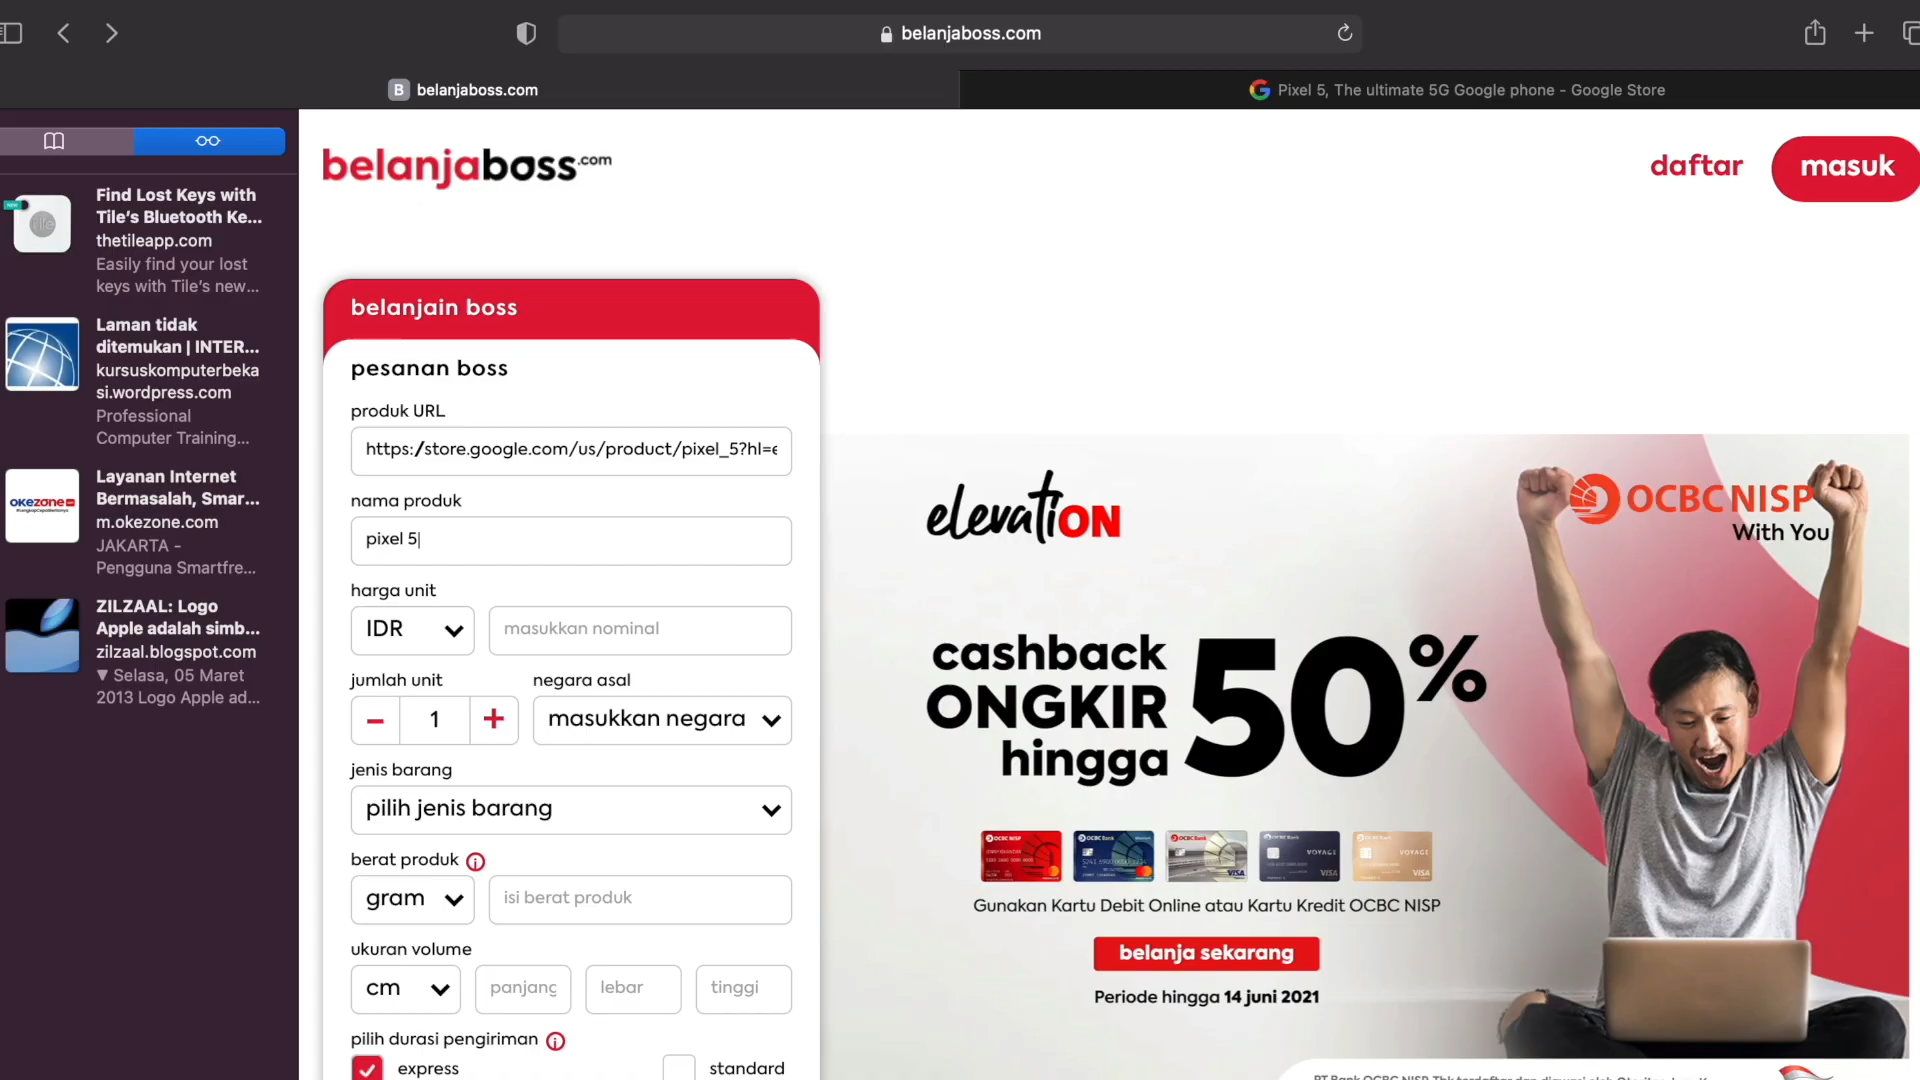 belanjaboss.com
B belanjaboss.com
Pixel 5, The ultimate 5G Google phone - Google Store
Find Lost Keys with
Tile's Bluetooth Ke...
thetileapp.com
Easily find your lost
keys with Tile's new...
Laman tidak
ditemukan | INTER...
kursuskomputerbeka
si.wordpress.com
Professional
Computer Training...
Layanan Internet
Bermasalah, Smar...
m.okezone.com
JAKARTA -
Pengguna Smartfre...
ZILZAAL: Logo
Apple adalah simb...
zilzaal.blogspot.com
▼ Selasa, 05 Maret
2013 Logo Apple ad...
tile
OKEZONE
belanjaboss.com
daftar
masuk
belanjain boss
pesanan boss
produk URL
https://store.google.com/us/product/pixel_5?hl=e
nama produk
pixel 5
harga unit
IDR
masukkan nominal
jumlah unit
negara asal
- 1 +
masukkan negara
jenis barang
pilih jenis barang
berat produk
gram
isi berat produk
ukuran volume
cm
panjang
lebar
tinggi
pilih durasi pengiriman
express
standard
elevatiON
OCBC NISP
With You
cashback
ONGKIR
hingga
50%
Gunakan Kartu Debit Online atau Kartu Kredit OCBC NISP
belanja sekarang
Periode hingga 14 juni 2021